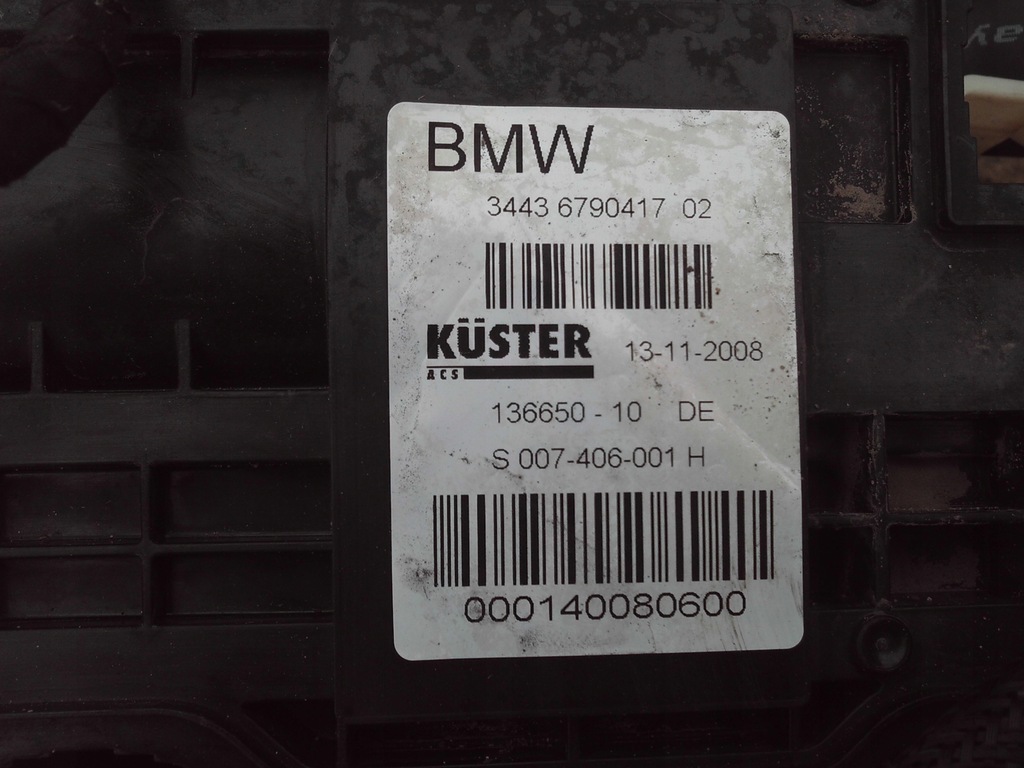 BMW
3443 6790417 02
KÜSTER
ACS
13-11-2008
136650 - 10 DE
S 007-406-001 H
000140080600